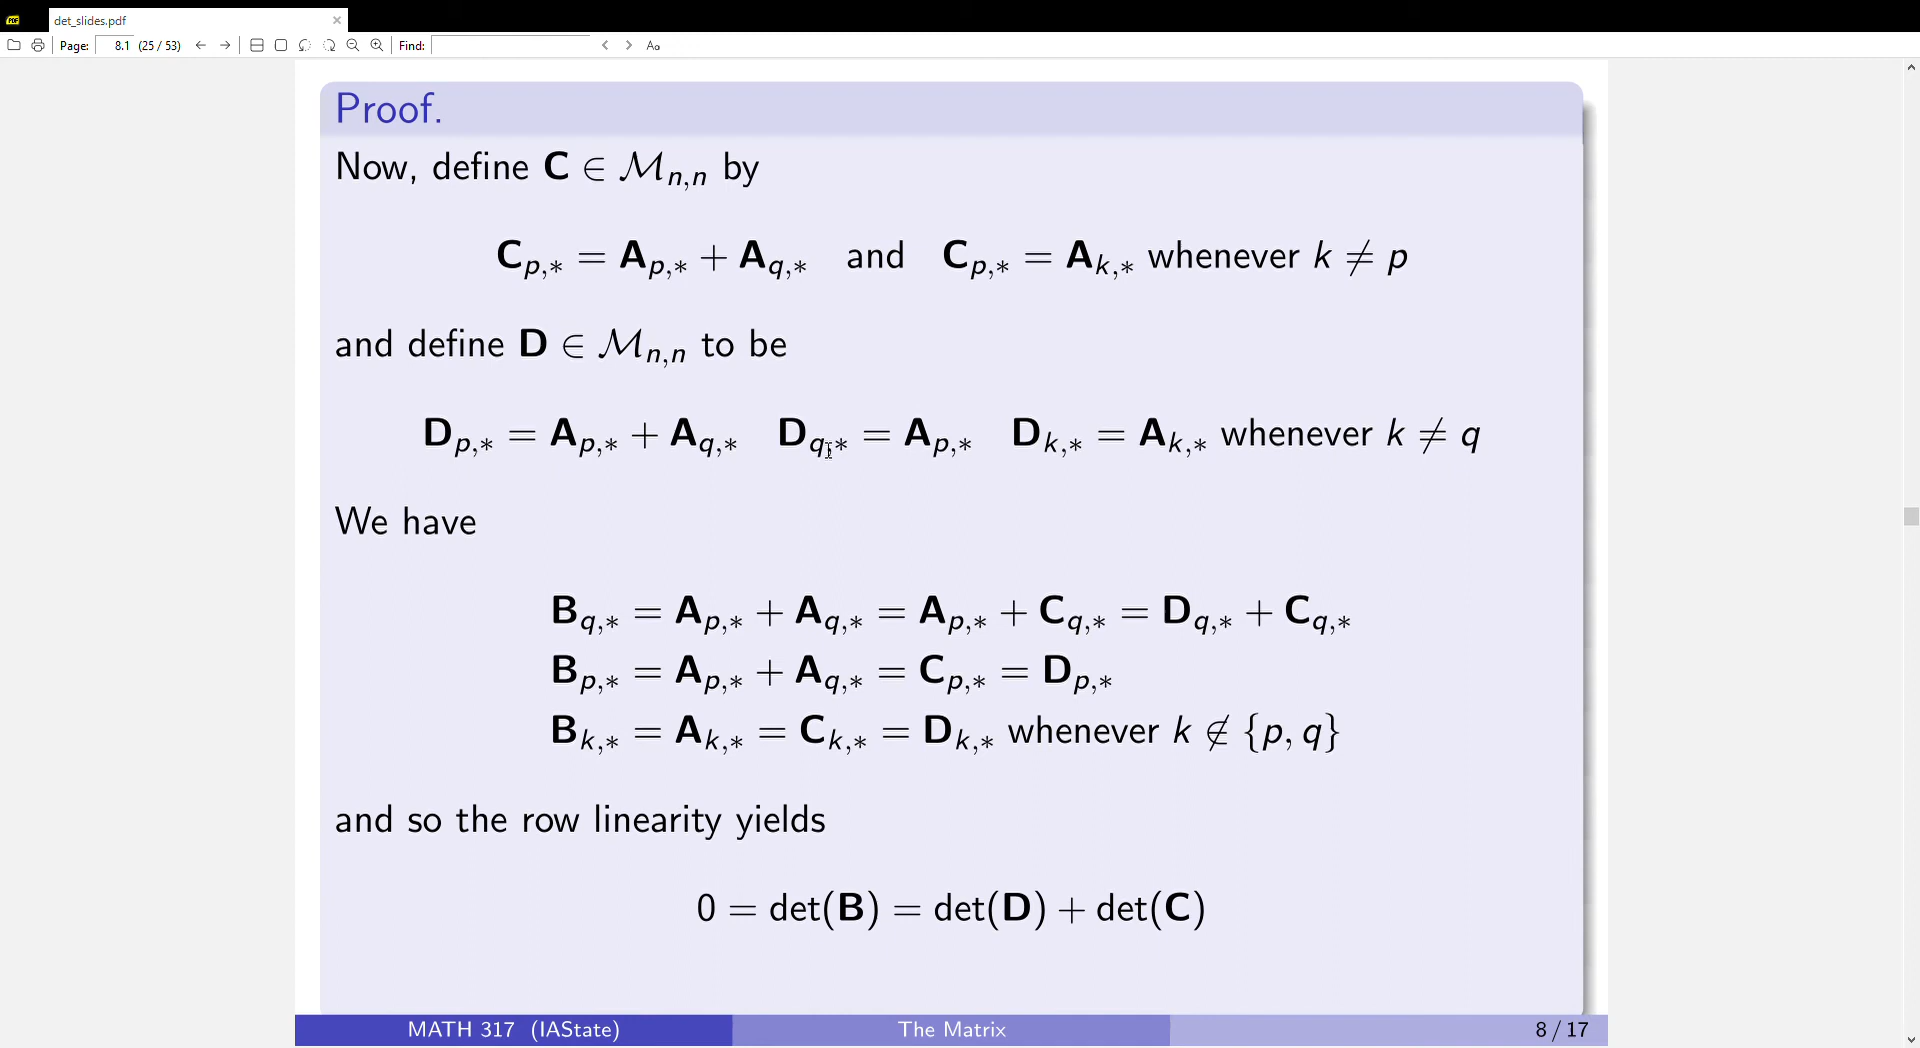 det_slides.pdf
Page: 8.1 (25 / 53) Find: Aa
Proof.
Now, define C ∈ ℳn,n by
Cp,∗ = Ap,∗ + Aq,∗ and Cp,∗ = Ak,∗ whenever k ≠ p
and define D ∈ ℳn,n to be
Dp,∗ = Ap,∗ + Aq,∗ Dq,∗ = Ap,∗ Dk,∗ = Ak,∗ whenever k ≠ q
We have
Bq,∗ = Ap,∗ + Aq,∗ = Ap,∗ + Cq,∗ = Dq,∗ + Cq,∗
Bp,∗ = Ap,∗ + Aq,∗ = Cp,∗ = Dp,∗
Bk,∗ = Ak,∗ = Ck,∗ = Dk,∗ whenever k ∉ {p, q}
and so the row linearity yields
0 = det(B) = det(D) + det(C)
MATH 317 (IAState) The Matrix 8 / 17